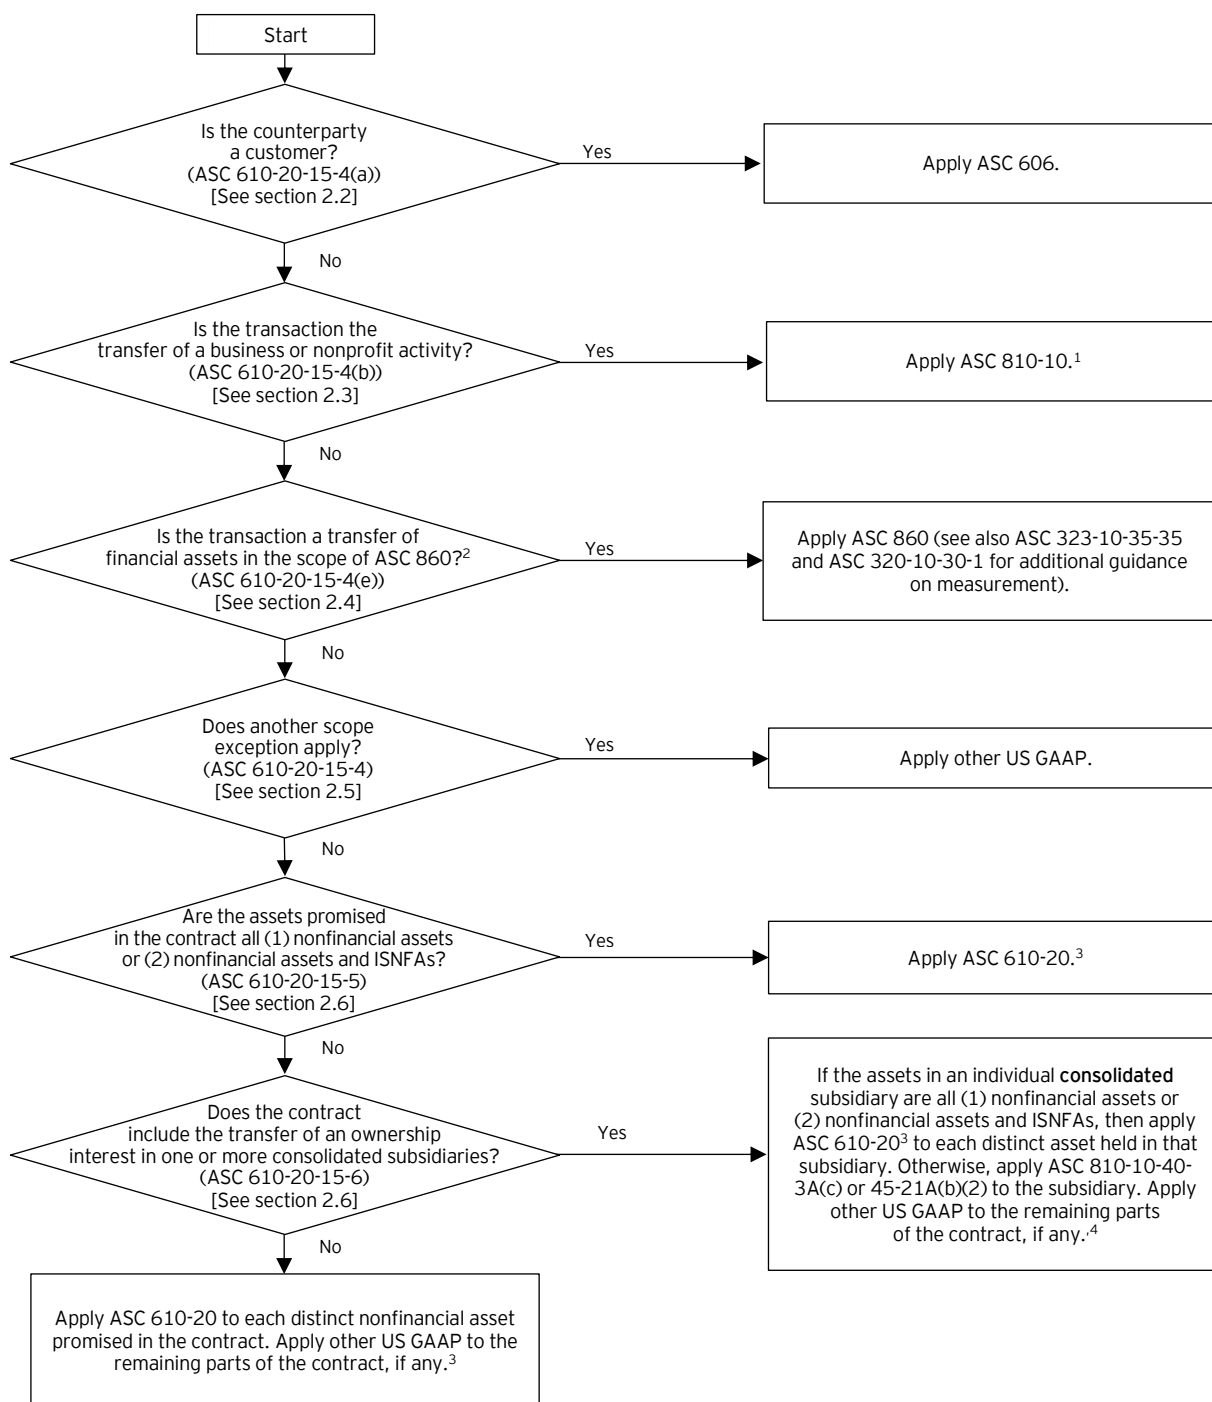 Start
Is the counterparty
a customer?
(ASC 610-20-15-4(a))
[See section 2.2]
Yes
Apply ASC 606.
No
Is the transaction the
transfer of a business or nonprofit activity?
(ASC 610-20-15-4(b))
[See section 2.3]
Yes
Apply ASC 810-10.¹
No
Is the transaction a transfer of
financial assets in the scope of ASC 860?²
(ASC 610-20-15-4(e))
[See section 2.4]
Yes
Apply ASC 860 (see also ASC 323-10-35-35
and ASC 320-10-30-1 for additional guidance
on measurement).
No
Does another scope
exception apply?
(ASC 610-20-15-4)
[See section 2.5]
Yes
Apply other US GAAP.
No
Are the assets promised
in the contract all (1) nonfinancial assets
or (2) nonfinancial assets and ISNFAs?
(ASC 610-20-15-5)
[See section 2.6]
Yes
Apply ASC 610-20.³
No
Does the contract
include the transfer of an ownership
interest in one or more consolidated subsidiaries?
(ASC 610-20-15-6)
[See section 2.6]
Yes
If the assets in an individual consolidated
subsidiary are all (1) nonfinancial assets or
(2) nonfinancial assets and ISNFAs, then apply
ASC 610-20³ to each distinct asset held in that
subsidiary. Otherwise, apply ASC 810-10-40-
3A(c) or 45-21A(b)(2) to the subsidiary. Apply
other US GAAP to the remaining parts
of the contract, if any.,⁴
No
Apply ASC 610-20 to each distinct nonfinancial asset
promised in the contract. Apply other US GAAP to the
remaining parts of the contract, if any.³